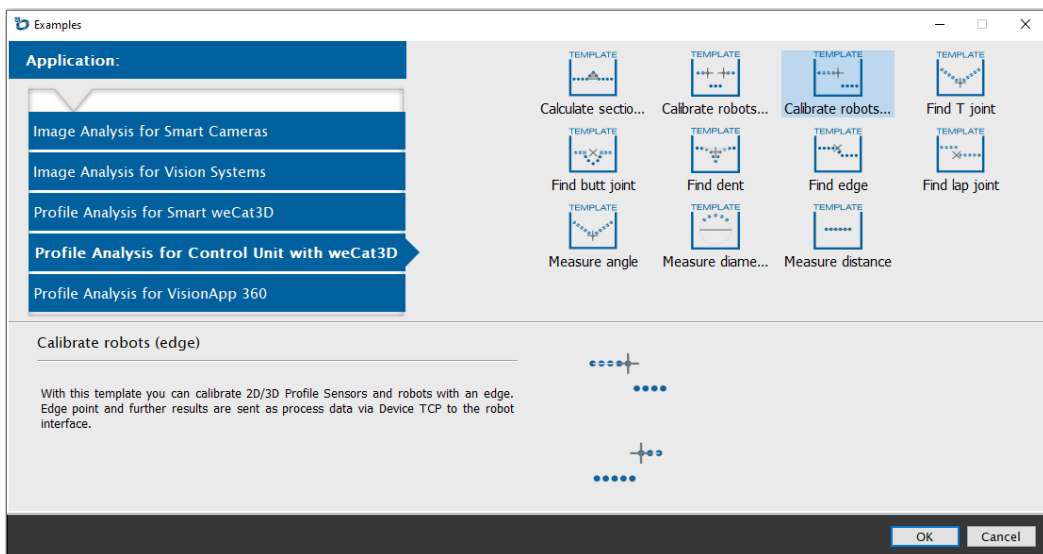 Examples
Application:
Image Analysis for Smart Cameras
Image Analysis for Vision Systems
Profile Analysis for Smart weCat3D
Profile Analysis for Control Unit with weCat3D
Profile Analysis for VisionApp 360
TEMPLATE TEMPLATE TEMPLATE TEMPLATE
Calculate sectio... Calibrate robots... Calibrate robots... Find T joint
TEMPLATE TEMPLATE TEMPLATE TEMPLATE
Find butt joint Find dent Find edge Find lap joint
TEMPLATE TEMPLATE TEMPLATE
Measure angle Measure diame... Measure distance
Calibrate robots (edge)
With this template you can calibrate 2D/3D Profile Sensors and robots with an edge.
Edge point and further results are sent as process data via Device TCP to the robot
interface.
OK Cancel